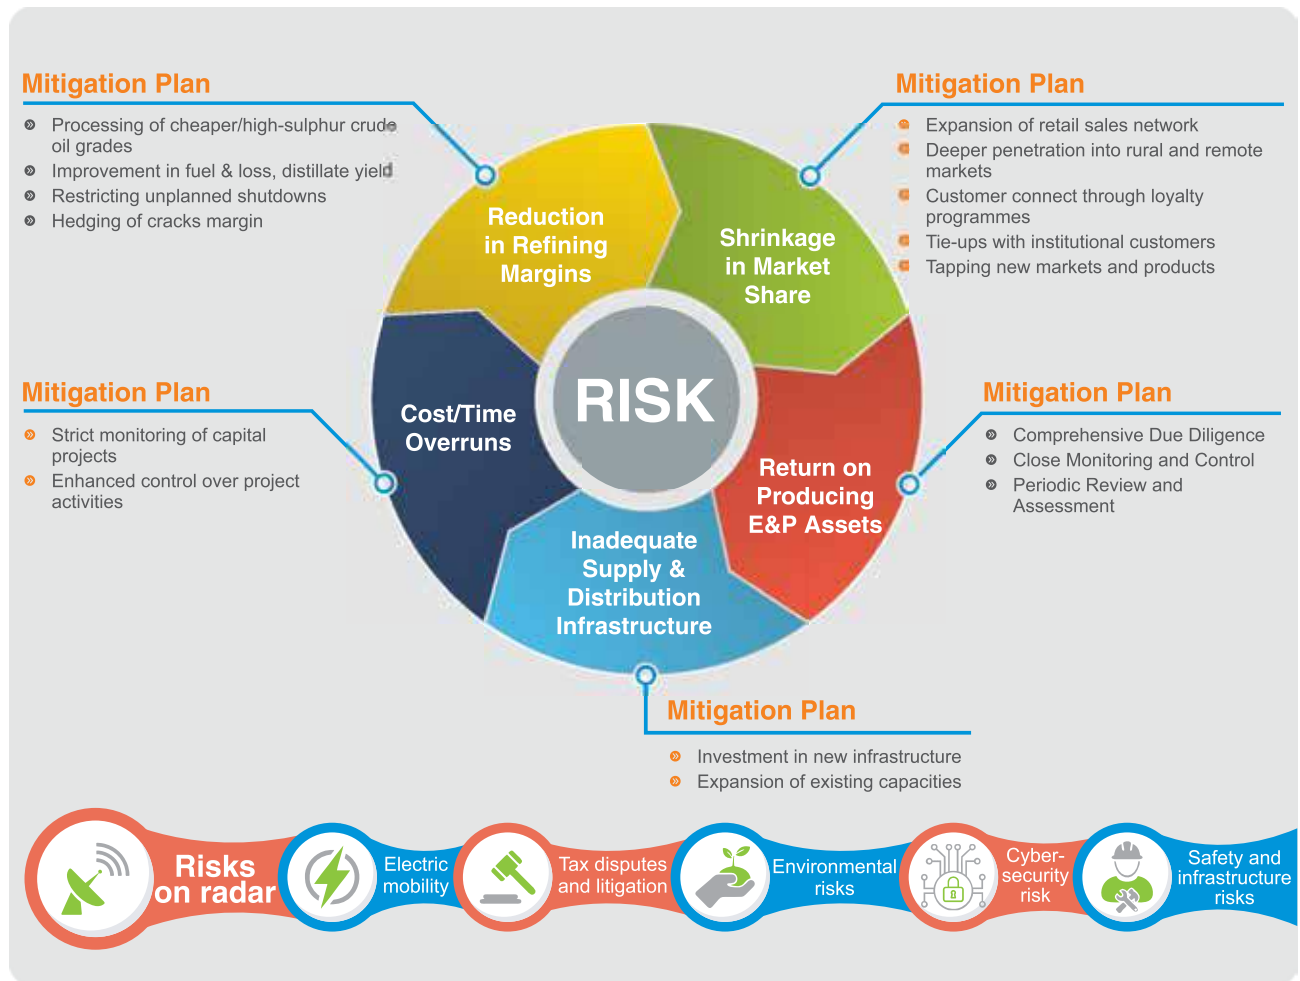 Mitigation Plan
Processing of cheaper/high-sulphur crude
oil grades
Improvement in fuel & loss, distillate yield
Restricting unplanned shutdowns
Hedging of cracks margin
Mitigation Plan
Expansion of retail sales network
Deeper penetration into rural and remote
markets
Customer connect through loyalty
programmes
Tie-ups with institutional customers
Tapping new markets and products
Reduction
in Refining
Margins
Shrinkage
in Market
Share
RISK
Mitigation Plan
Strict monitoring of capital
projects
Enhanced control over project
activities
Cost/Time
Overruns
Return on
Producing
E&P Assets
Mitigation Plan
Comprehensive Due Diligence
Close Monitoring and Control
Periodic Review and
Assessment
Inadequate
Supply &
Distribution
Infrastructure
Mitigation Plan
Investment in new infrastructure
Expansion of existing capacities
Risks
on radar
Electric
mobility
Tax disputes
and litigation
Environmental
risks
Cyber-
security
risk
Safety and
infrastructure
risks